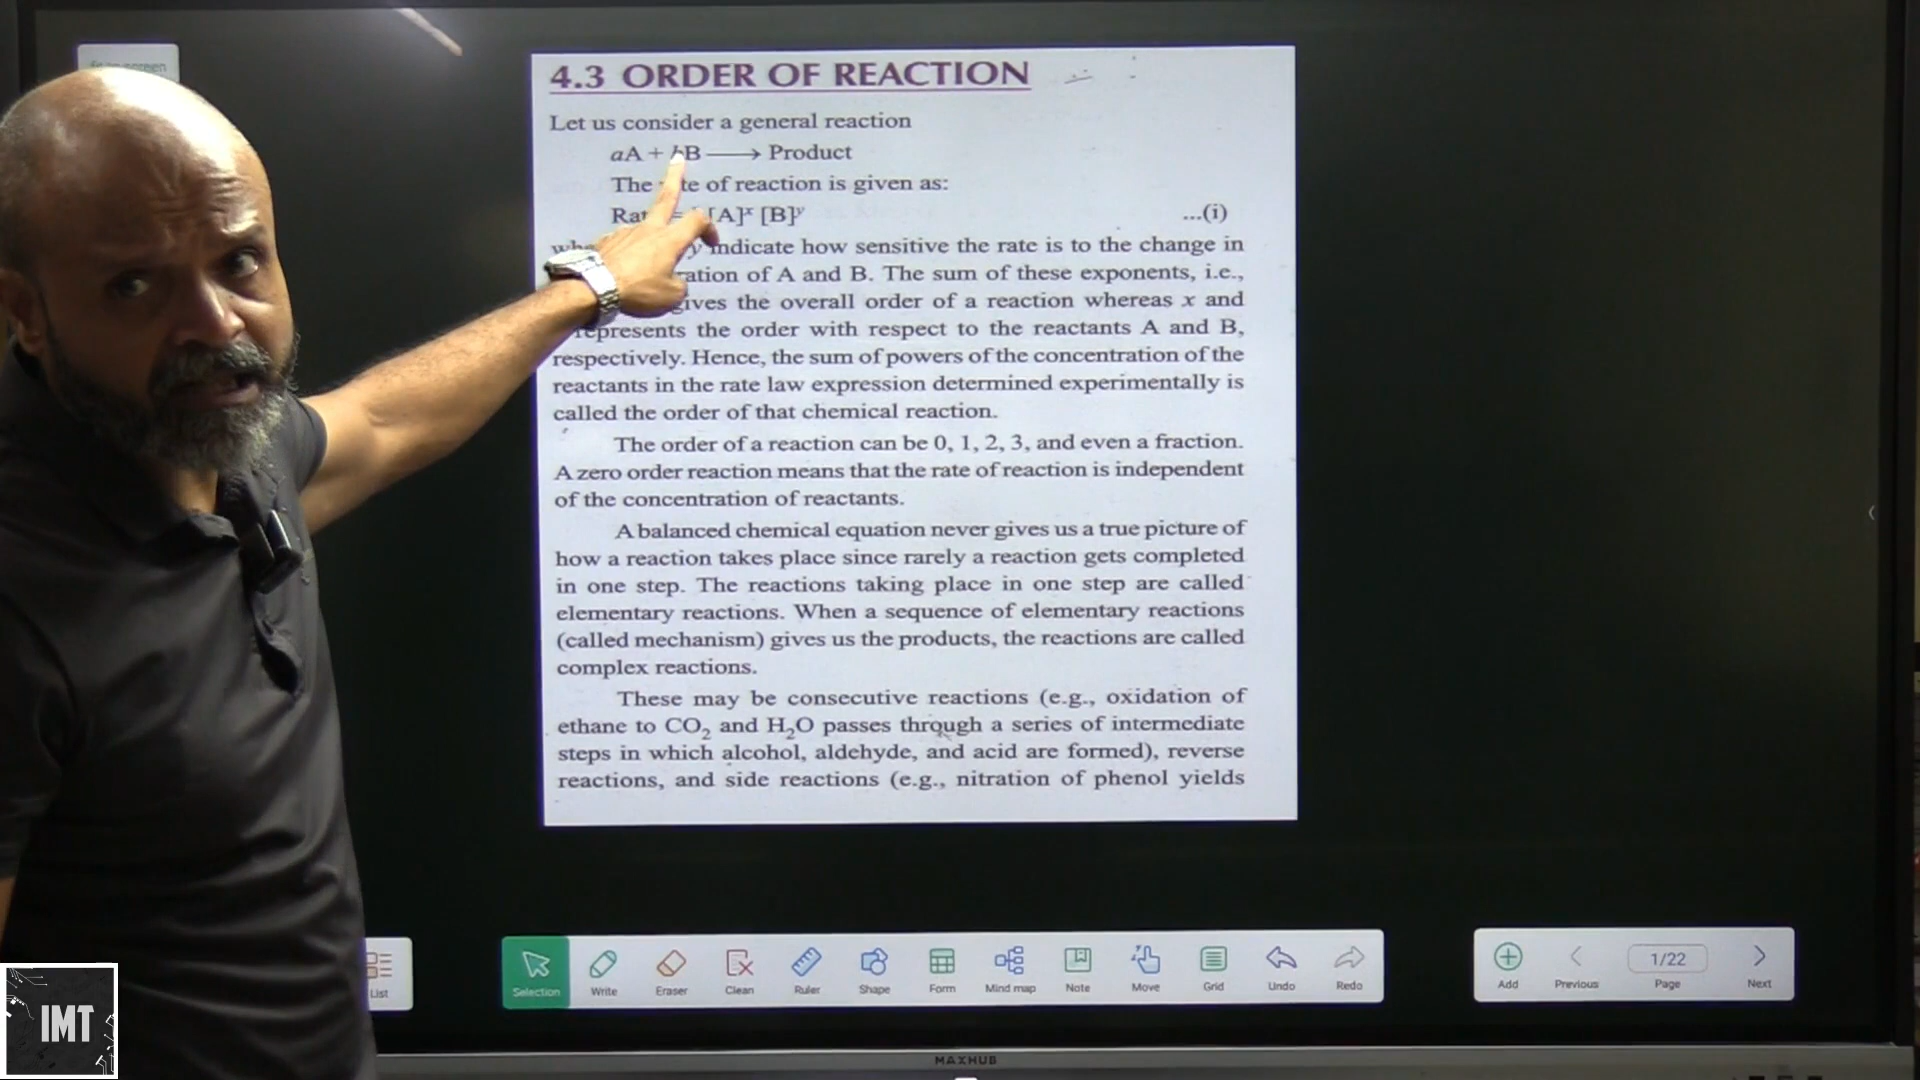 fit to screen
4.3 ORDER OF REACTION
Let us consider a general reaction
aA + bB ⟶ Product
The rate of reaction is given as:
= [A]ˣ [B]ʸ ...(i)
y indicate how sensitive the rate is to the change in
of A and B. The sum of these exponents, i.e.,
gives the overall order of a reaction whereas x and
represents the order with respect to the reactants A and B,
respectively. Hence, the sum of powers of the concentration of the
reactants in the rate law expression determined experimentally is
called the order of that chemical reaction.
The order of a reaction can be 0, 1, 2, 3, and even a fraction.
A zero order reaction means that the rate of reaction is independent
of the concentration of reactants.
A balanced chemical equation never gives us a true picture of
how a reaction takes place since rarely a reaction gets completed
in one step. The reactions taking place in one step are called
elementary reactions. When a sequence of elementary reactions
(called mechanism) gives us the products, the reactions are called
complex reactions.
These may be consecutive reactions (e.g., oxidation of
ethane to CO₂ and H₂O passes through a series of intermediate
steps in which alcohol, aldehyde, and acid are formed), reverse
reactions, and side reactions (e.g., nitration of phenol yields
List Selection Write Eraser Clean Ruler Shape Form Mind map Note Move Grid Undo Redo Add Previous 1/22 Page Next
IMT
MAXHUB